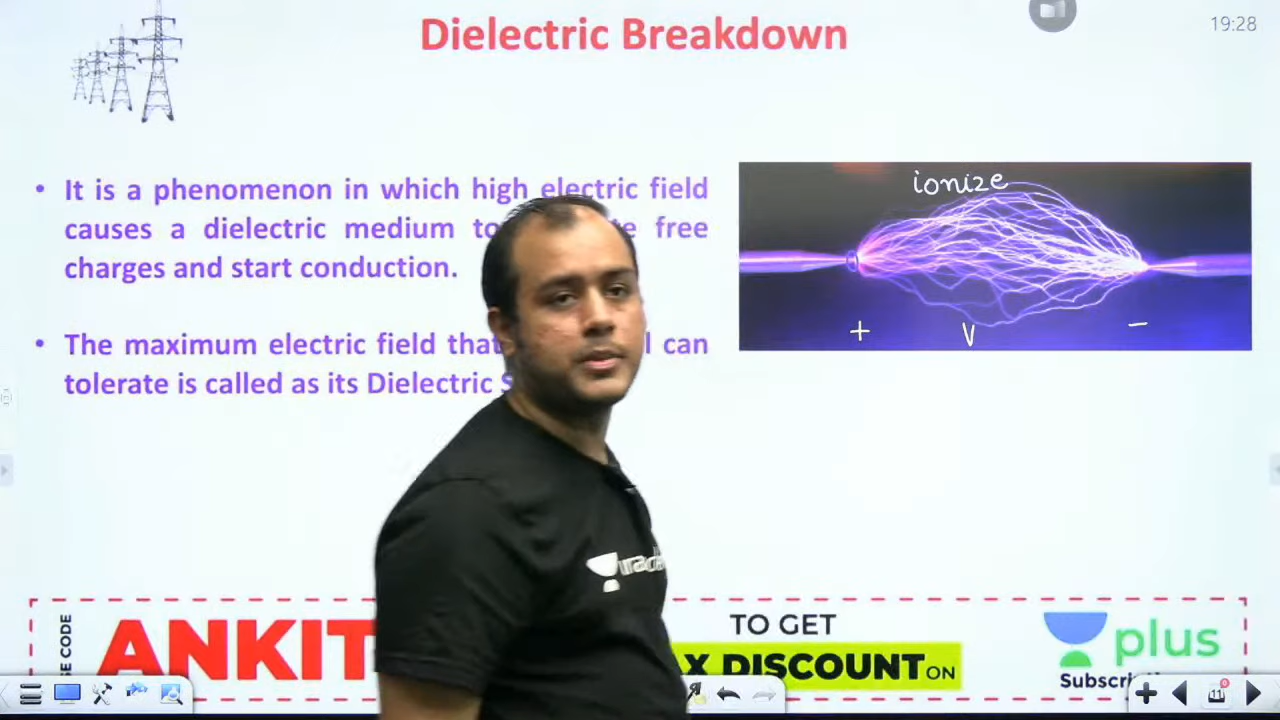 Dielectric Breakdown
19:28
• It is a phenomenon in which high electric field
causes a dielectric medium to free
charges and start conduction.
• The maximum electric field that can
tolerate is called as its Dielectric
ionize
+ V −
CODE
ANKIT
TO GET
DISCOUNT ON
plus
11